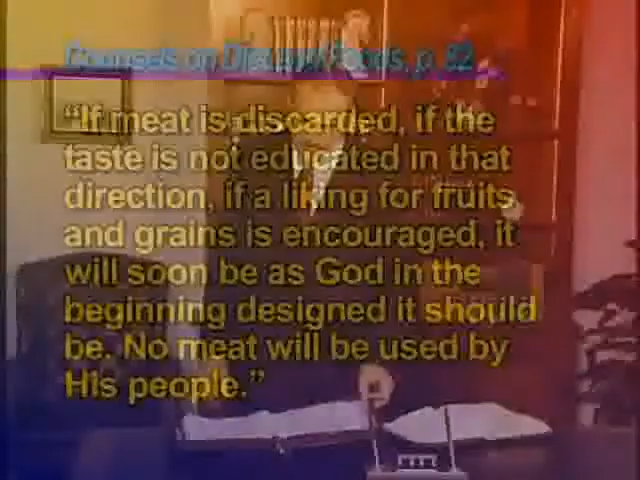 Counsels on Diet and Foods, p. 82
“If meat is discarded, if the
taste is not educated in that
direction, if a liking for fruits
and grains is encouraged, it
will soon be as God in the
beginning designed it should
be. No meat will be used by
His people.”